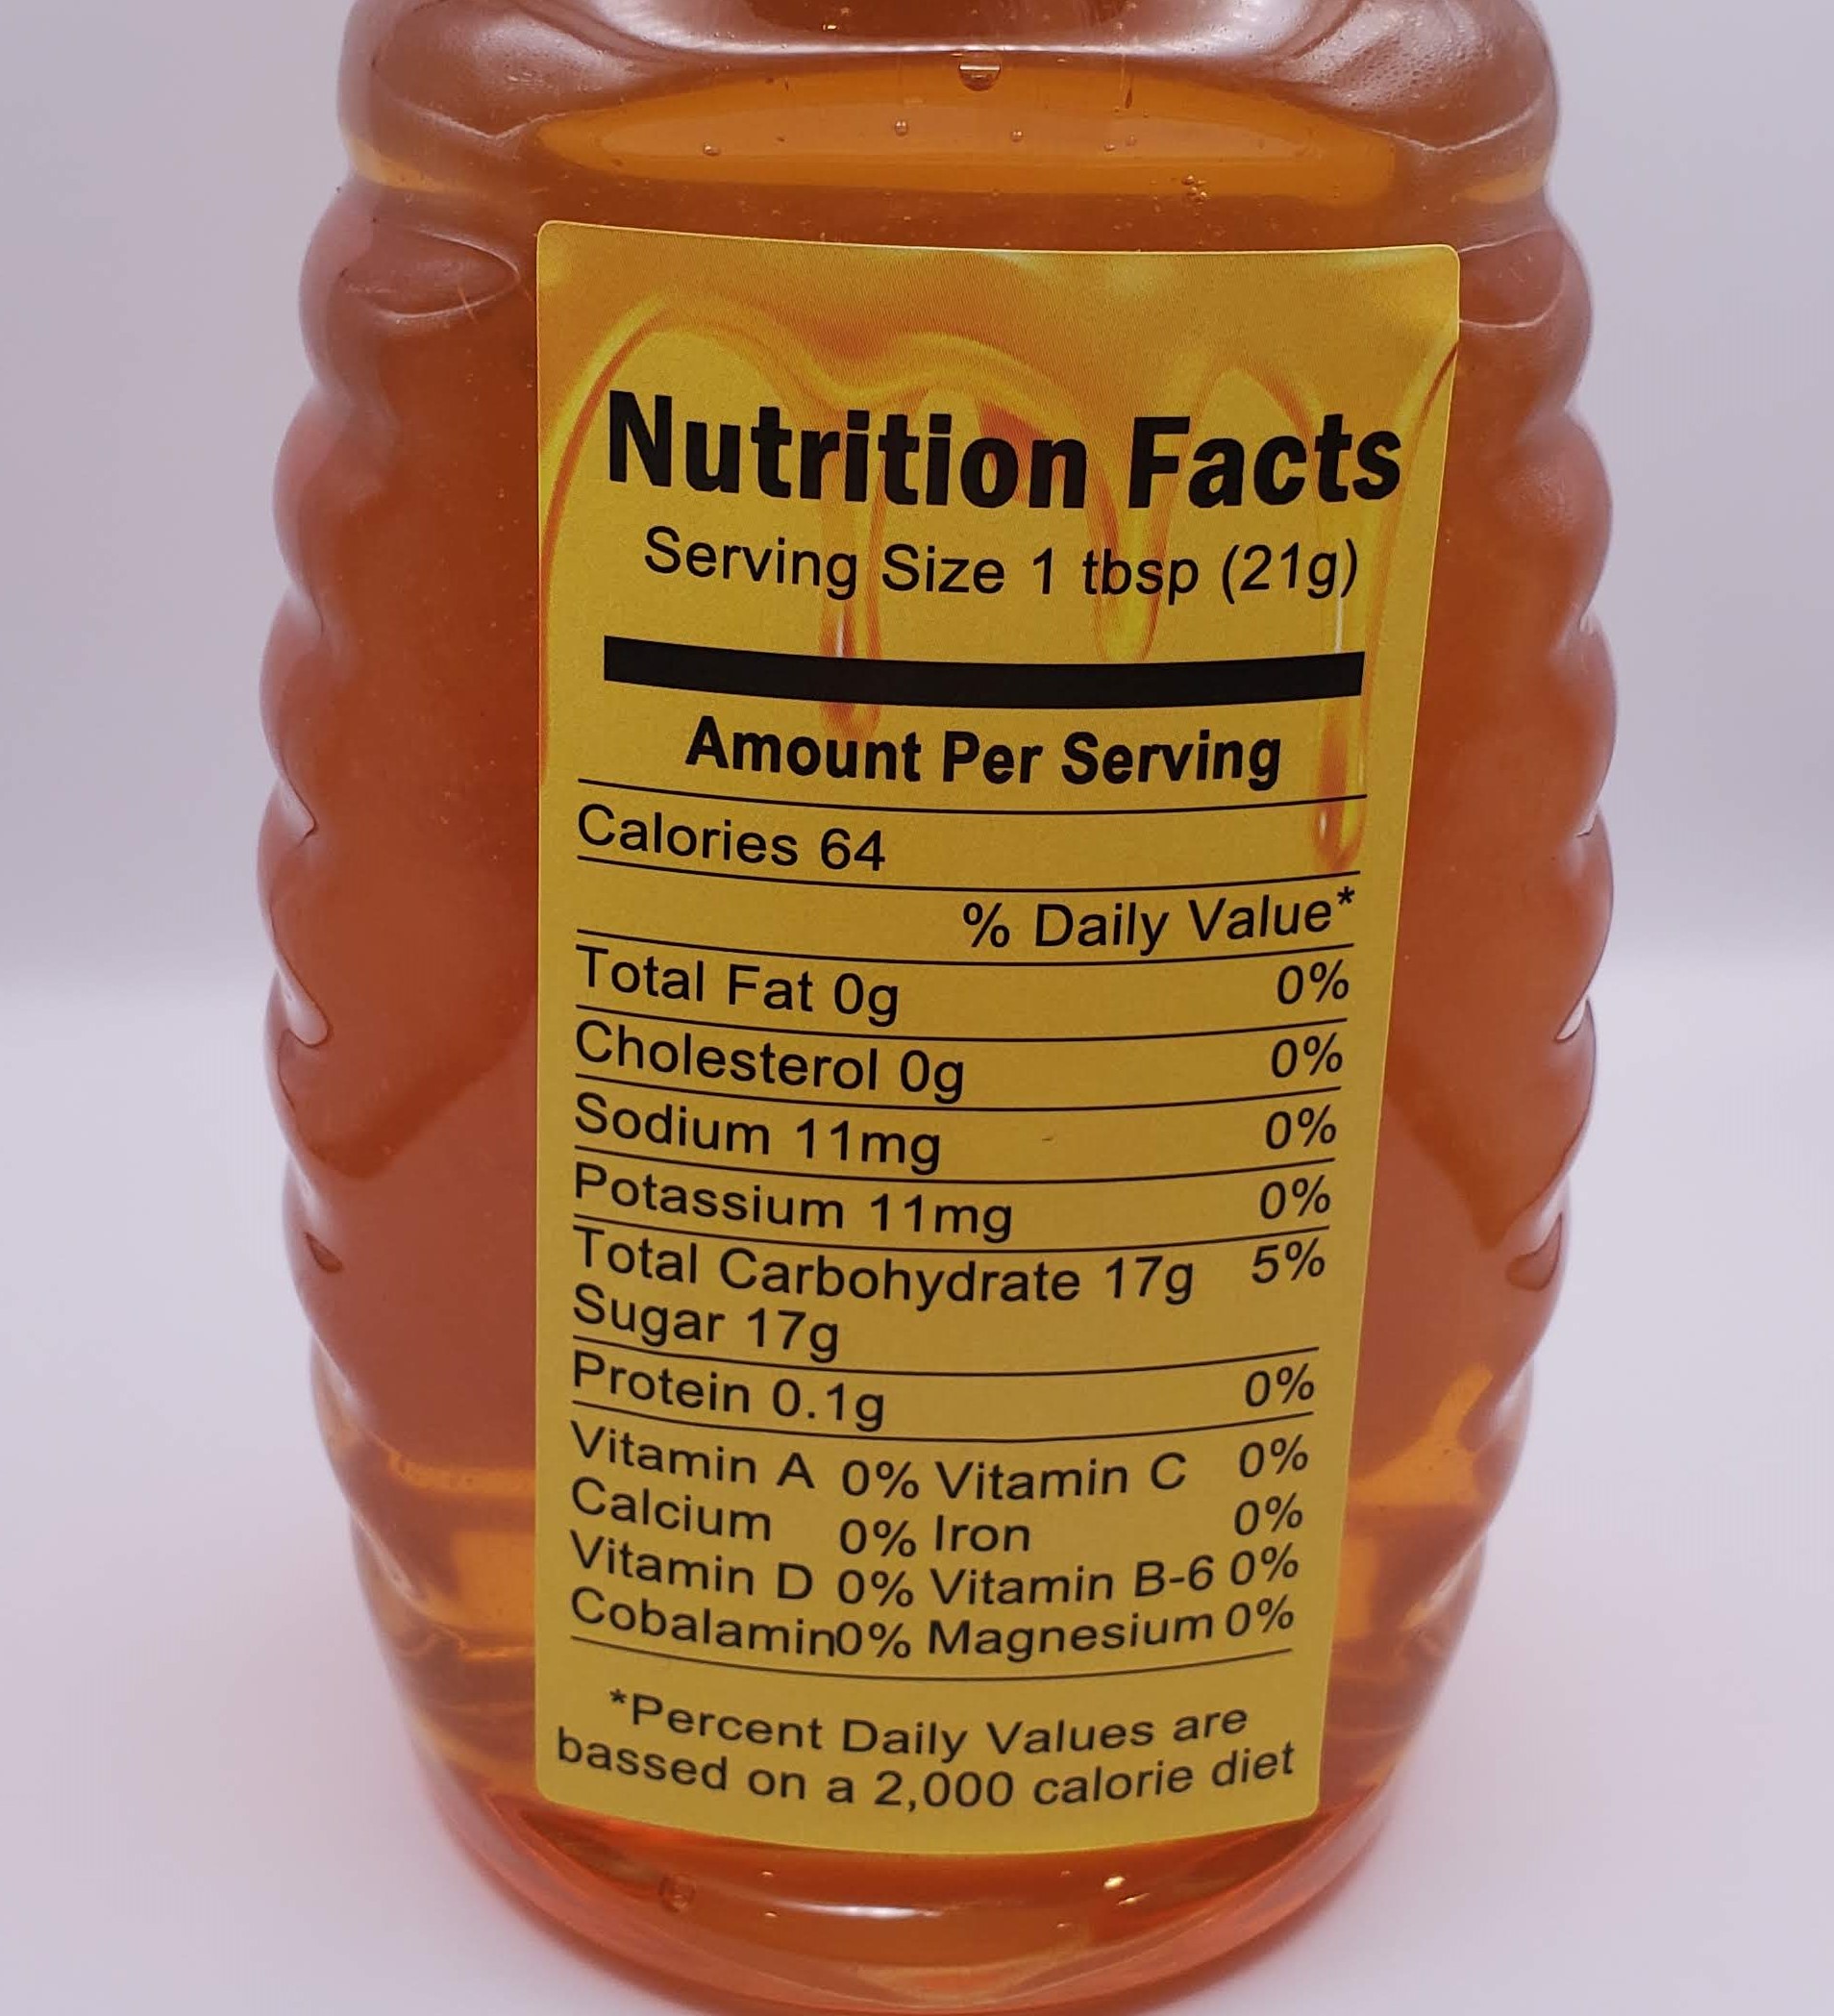 Nutrition Facts
Serving Size 1 tbsp (21g)
Amount Per Serving
Calories 64
% Daily Value*
Total Fat 0g 0%
Cholesterol 0g 0%
Sodium 11mg 0%
Potassium 11mg 0%
Total Carbohydrate 17g 5%
Sugar 17g
Protein 0.1g 0%
Vitamin A 0% Vitamin C 0%
Calcium 0% Iron 0%
Vitamin D 0% Vitamin B-6 0%
Cobalamin0% Magnesium 0%
*Percent Daily Values are
bassed on a 2,000 calorie diet